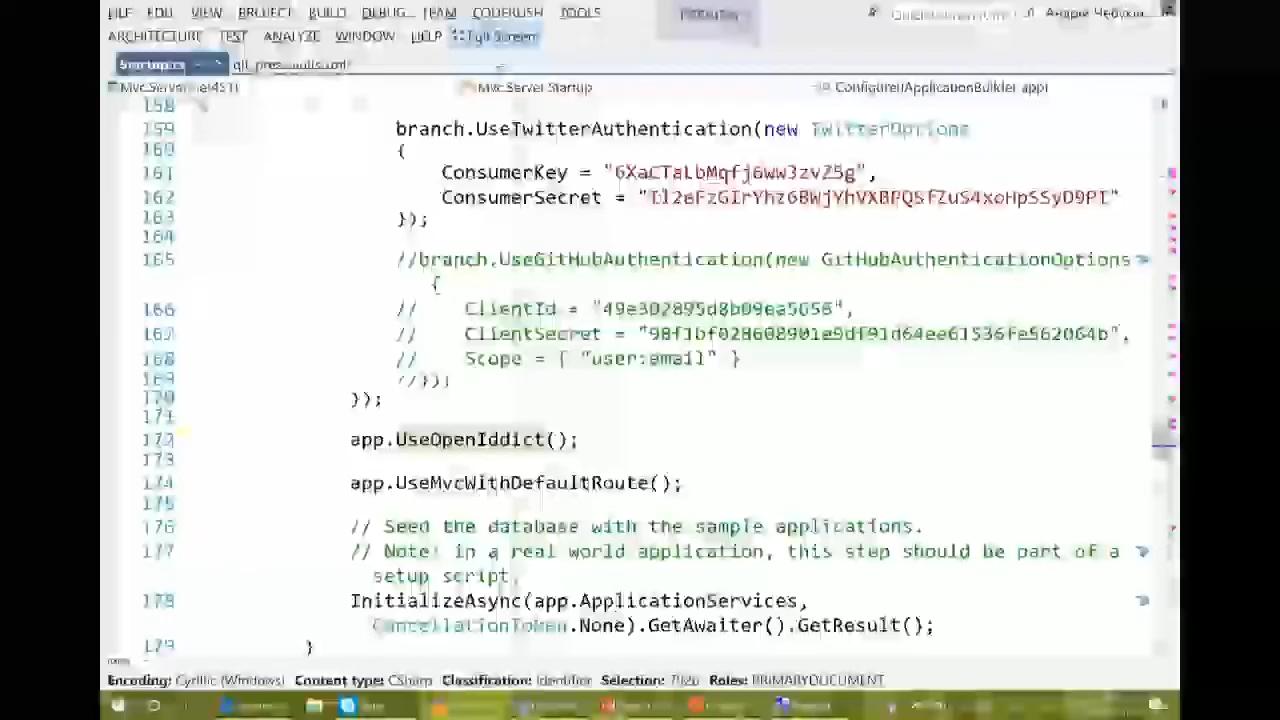 FILE EDIT VIEW PROJECT BUILD DEBUG TEAM CODERUSH TOOLS
ARCHITECTURE TEST ANALYZE WINDOW HELP Full Screen
Startup.cs
Mvc.Server.Startup Configure(IApplicationBuilder app)
158
159 branch.UseTwitterAuthentication(new TwitterOptions
160 {
161 ConsumerKey = "6XaCTaLbMqfj6ww3zvZ5g",
162 ConsumerSecret = "Il2eFzGIrYhz6BWjYhVXBPQSfZuS4xoHpSSyD9PI"
163 });
164
165 //branch.UseGitHubAuthentication(new GitHubAuthenticationOptions
{
166 // ClientId = "49e302895d8b09ea5656",
167 // ClientSecret = "98f1bf028608901e9df91d64ee61536fe562064b",
168 // Scope = { "user:email" }
169 //});
170 });
171
172 app.UseOpenIddict();
173
174 app.UseMvcWithDefaultRoute();
175
176 // Seed the database with the sample applications.
177 // Note: in a real world application, this step should be part of a
setup script.
178 InitializeAsync(app.ApplicationServices,
CancellationToken.None).GetAwaiter().GetResult();
179 }
Encoding: Cyrillic (Windows) Content type: CSharp Classification: Identifier Selection: Roles: PRIMARYDOCUMENT